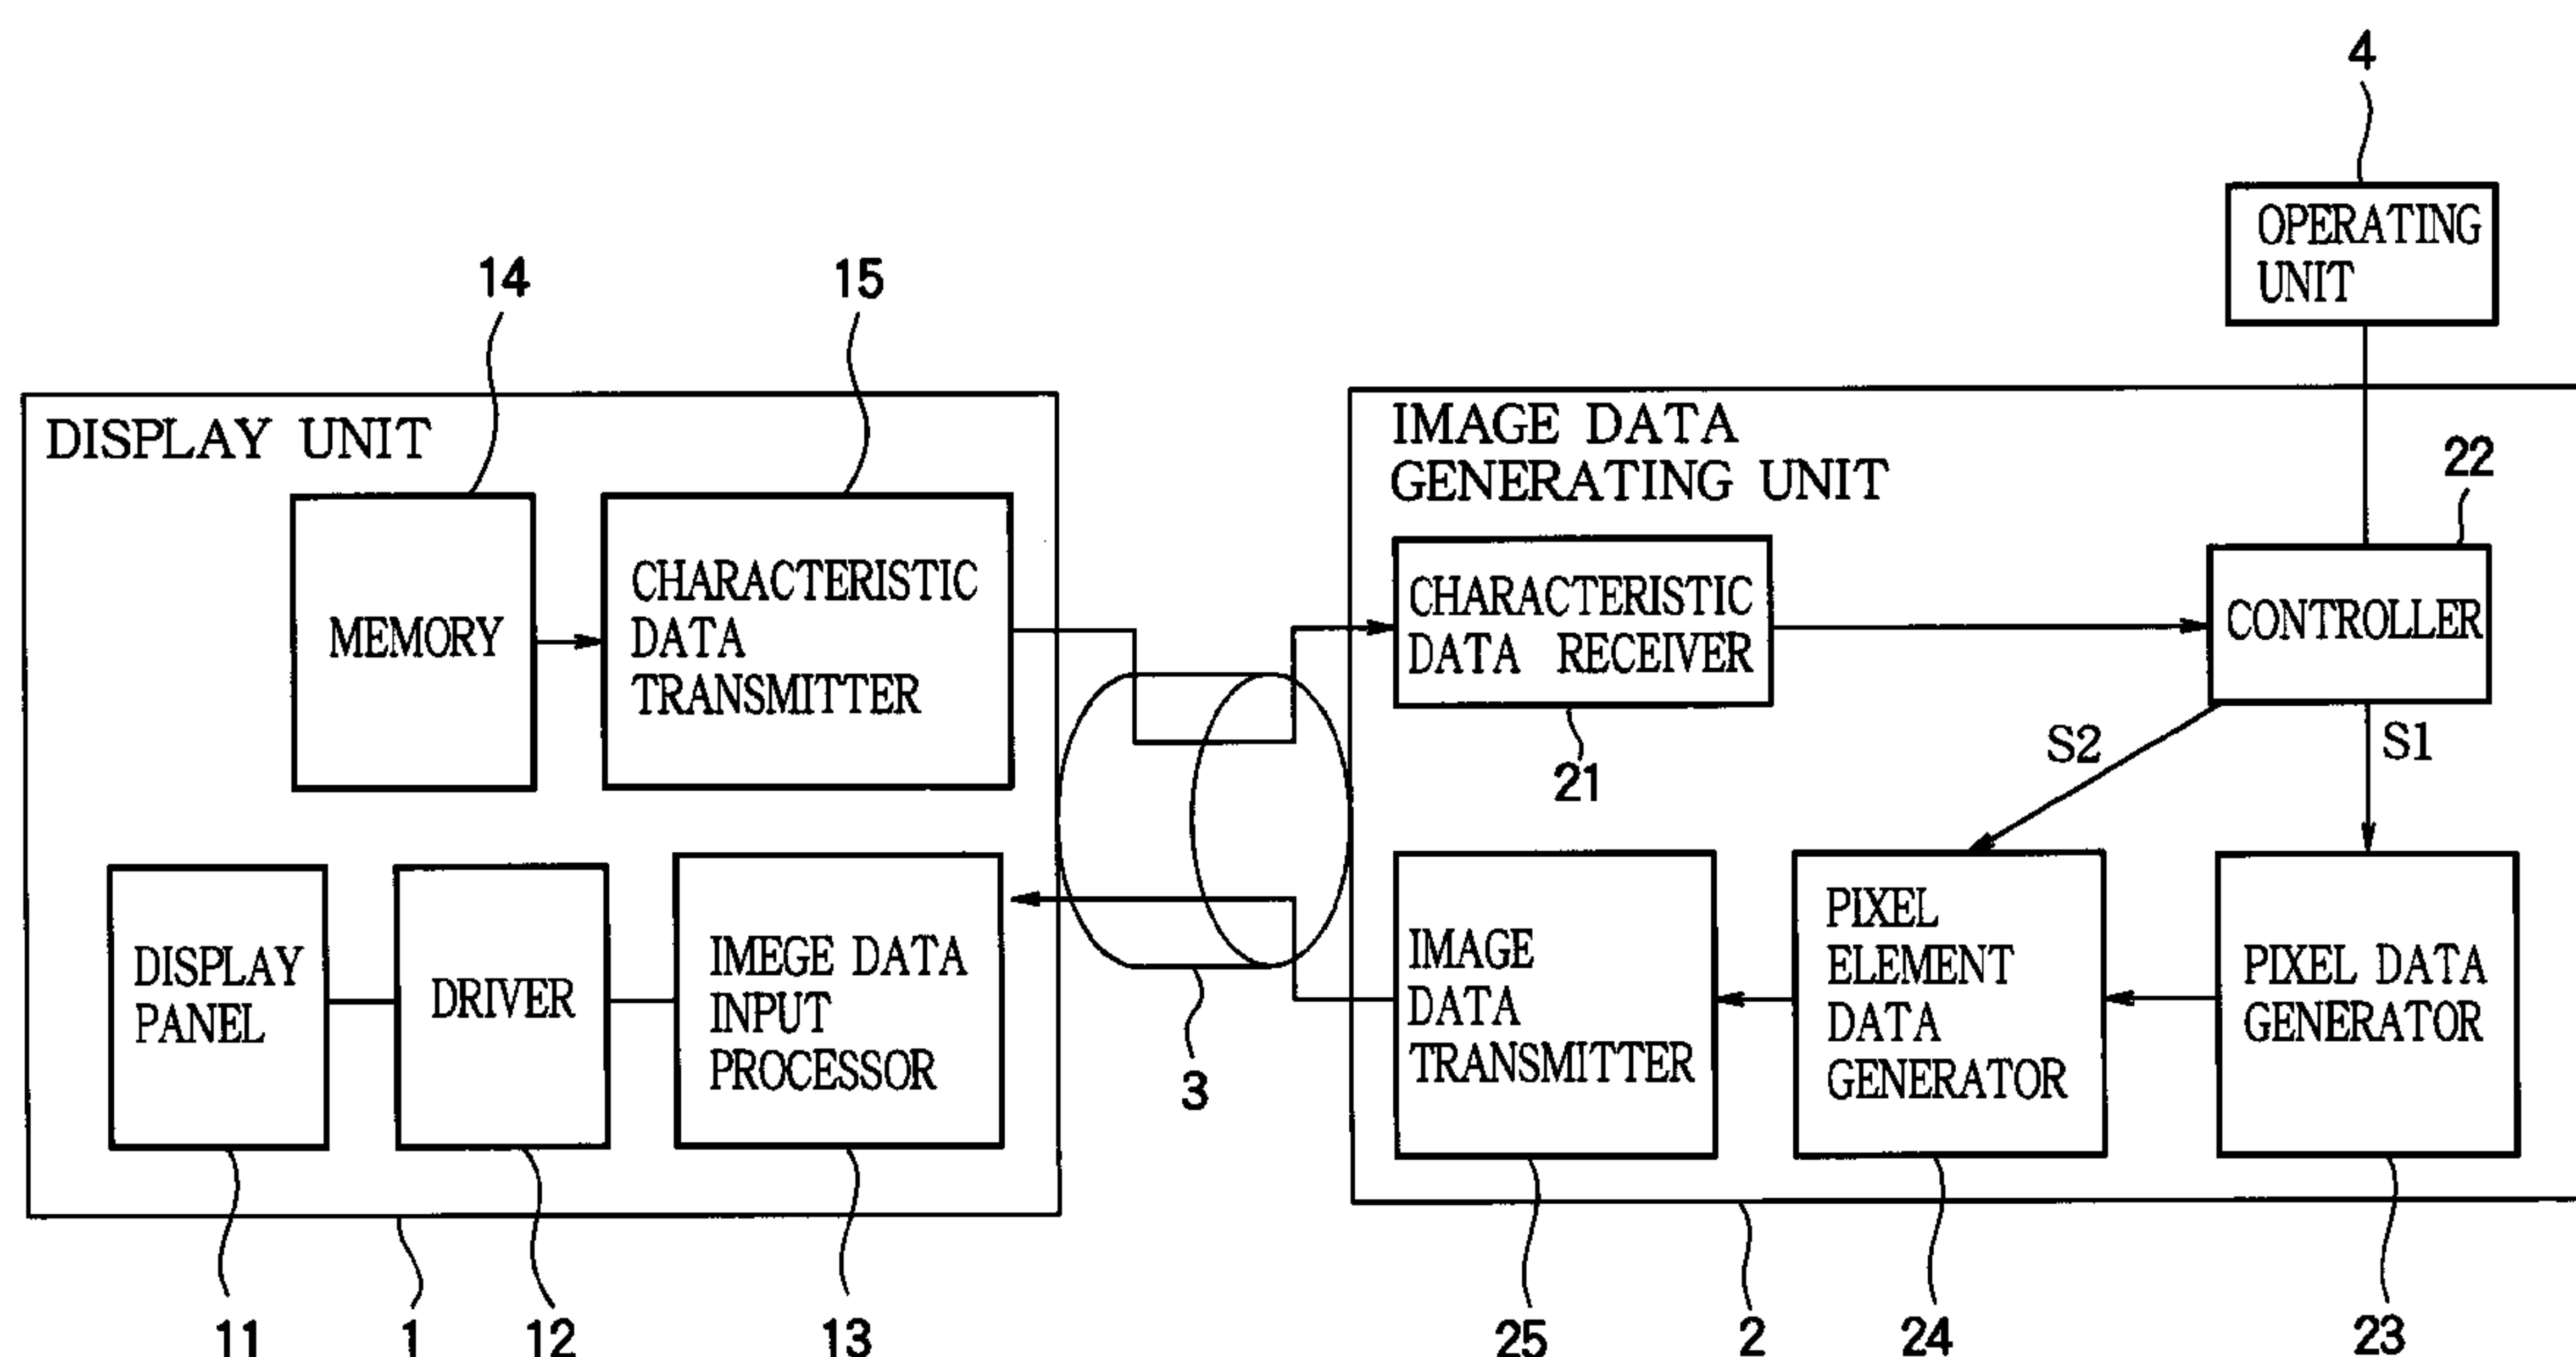 4
OPERATING
UNIT
14
15
DISPLAY UNIT
IMAGE DATA
GENERATING UNIT
22
MEMORY
CHARACTERISTIC
DATA
TRANSMITTER
CHARACTERISTIC
DATA RECEIVER
CONTROLLER
21
S2
S1
DISPLAY
PANEL
DRIVER
IMEGE DATA
INPUT
PROCESSOR
3
IMAGE
DATA
TRANSMITTER
PIXEL
ELEMENT
DATA
GENERATOR
PIXEL DATA
GENERATOR
11
1
12
13
25
2
24
23